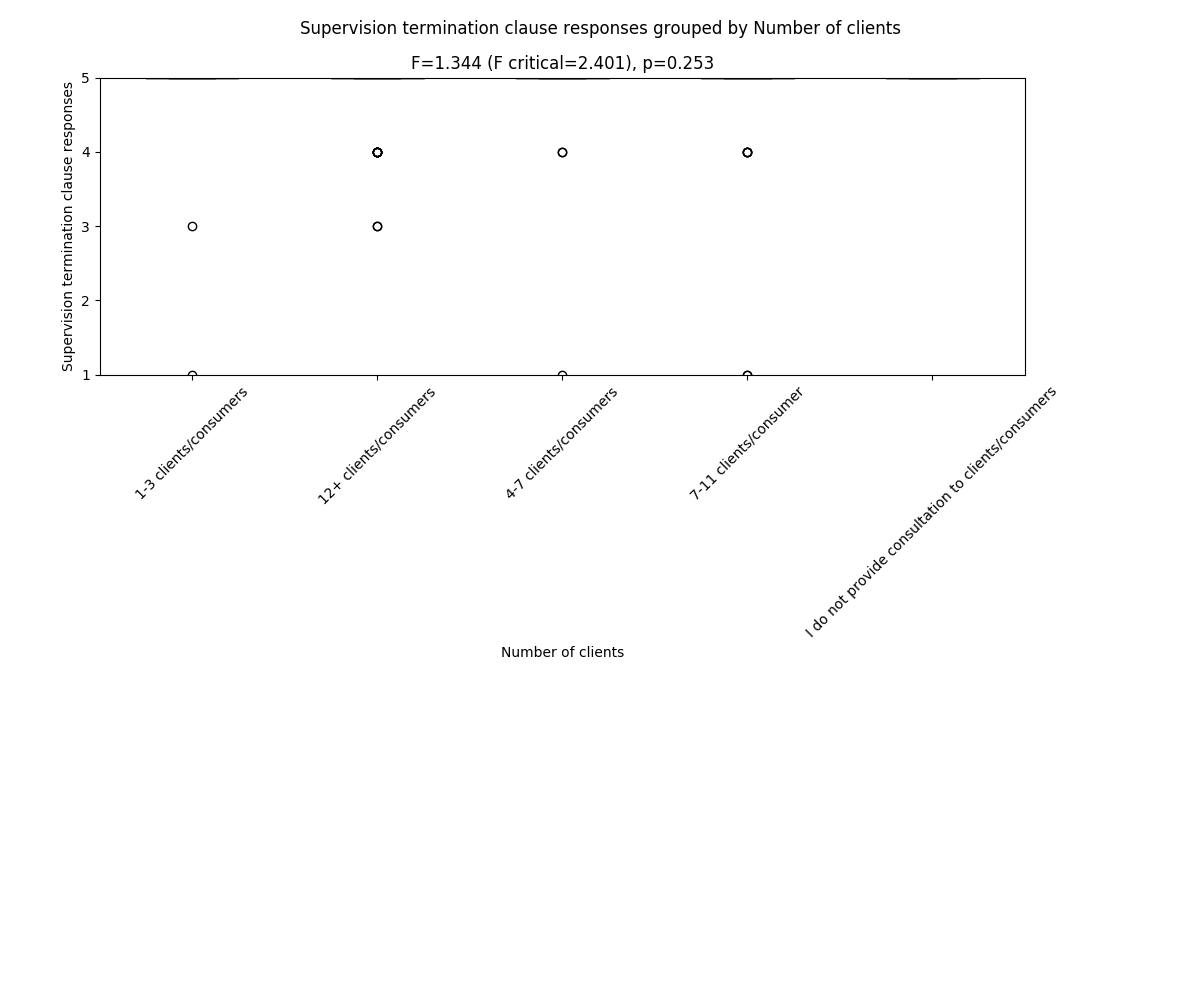 Supervision termination clause responses grouped by Number of clients
F=1.344 (F critical=2.401), p=0.253
Supervision termination clause responses
5
4
3
2
1
1-3 clients/consumers
12+ clients/consumers
4-7 clients/consumers
7-11 clients/consumer
I do not provide consultation to clients/consumers
Number of clients